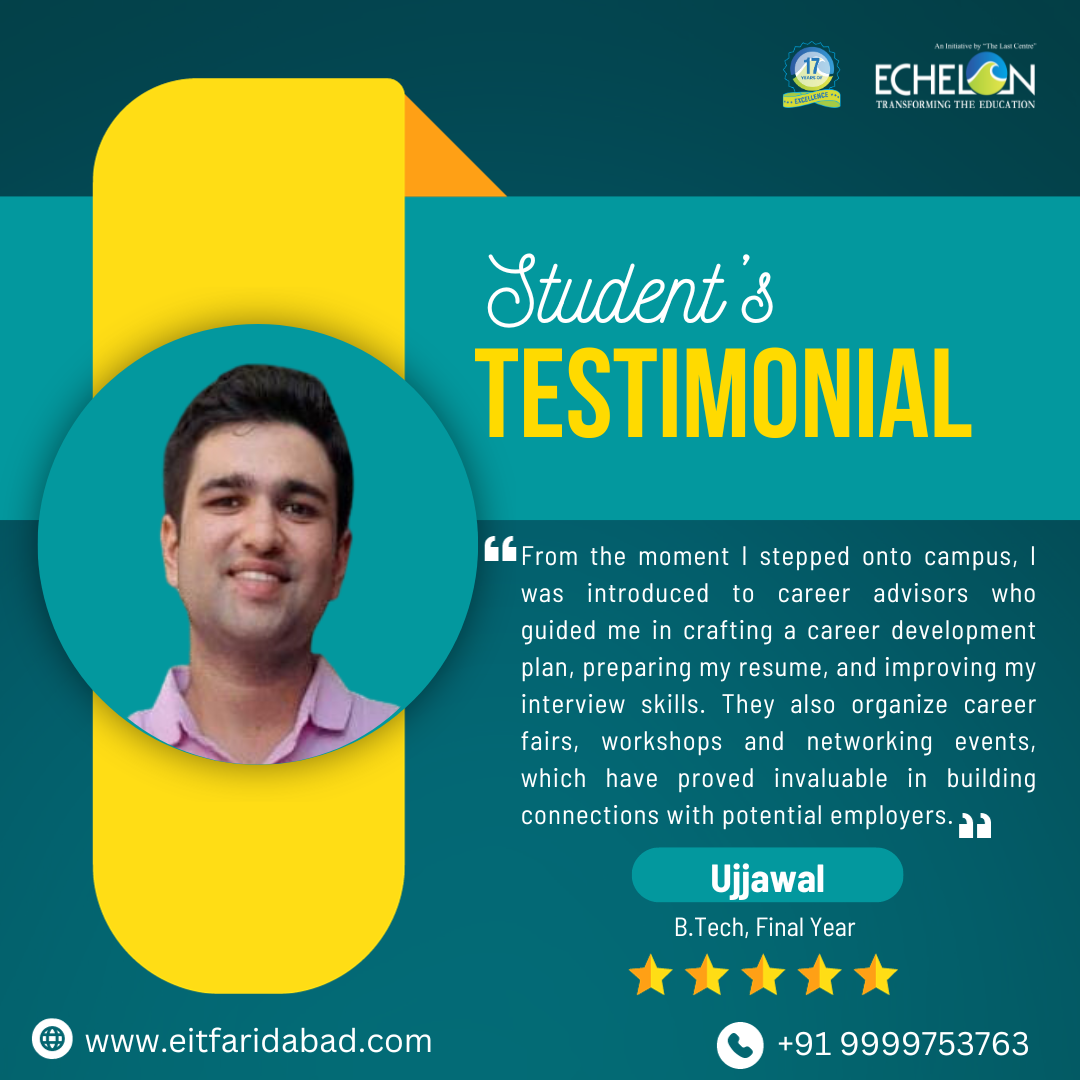 An Initiative by "The Last Centre"
17
YEARS OF
EXCELLENCE
ECHELON
TRANSFORMING THE EDUCATION
Student's
TESTIMONIAL
“From the moment I stepped onto campus, I
was introduced to career advisors who
guided me in crafting a career development
plan, preparing my resume, and improving my
interview skills. They also organize career
fairs, workshops and networking events,
which have proved invaluable in building
connections with potential employers.”
Ujjawal
B.Tech, Final Year
www.eitfaridabad.com
+91 9999753763